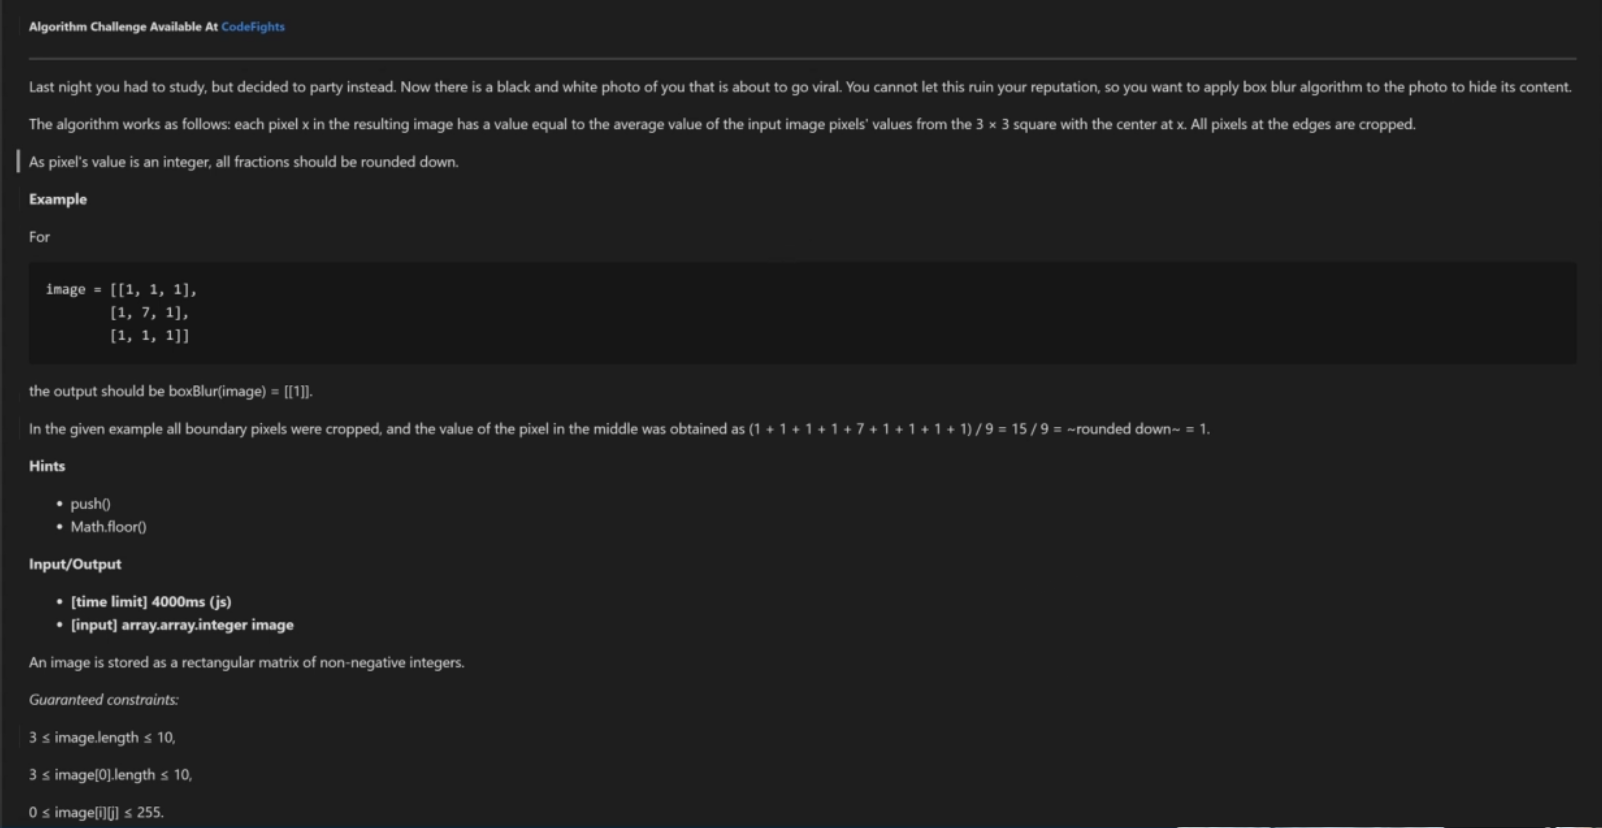 Algorithm Challenge Available At CodeFights
Last night you had to study, but decided to party instead. Now there is a black and white photo of you that is about to go viral. You cannot let this ruin your reputation, so you want to apply box blur algorithm to the photo to hide its content.
The algorithm works as follows: each pixel x in the resulting image has a value equal to the average value of the input image pixels' values from the 3 × 3 square with the center at x. All pixels at the edges are cropped.
As pixel's value is an integer, all fractions should be rounded down.
Example
For
image = [[1, 1, 1],
[1, 7, 1],
[1, 1, 1]]
the output should be boxBlur(image) = [[1]].
In the given example all boundary pixels were cropped, and the value of the pixel in the middle was obtained as (1 + 1 + 1 + 1 + 7 + 1 + 1 + 1 + 1) / 9 = 15 / 9 = ~rounded down~ = 1.
Hints
• push()
• Math.floor()
Input/Output
• [time limit] 4000ms (js)
• [input] array.array.integer image
An image is stored as a rectangular matrix of non-negative integers.
Guaranteed constraints:
3 ≤ image.length ≤ 10,
3 ≤ image[0].length ≤ 10,
0 ≤ image[i][j] ≤ 255.